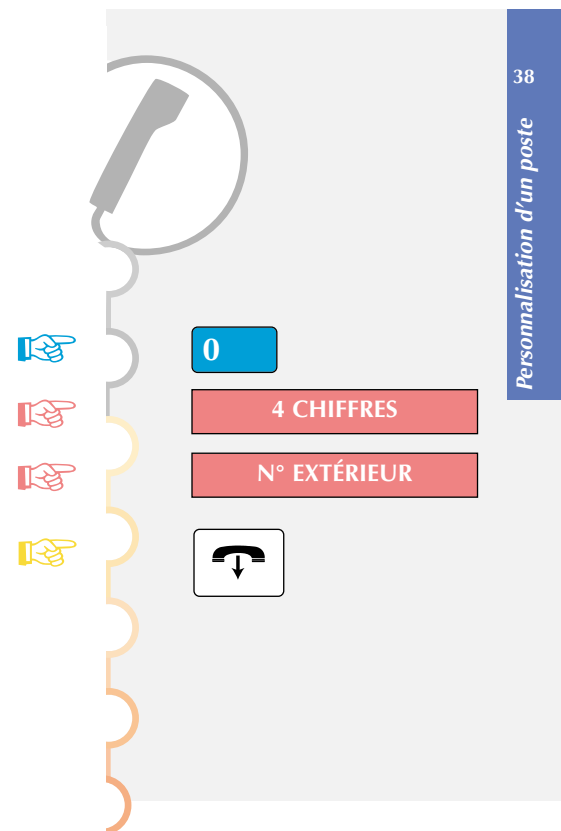 38
Personnalisation d'un poste
0
4 CHIFFRES
N° EXTÉRIEUR